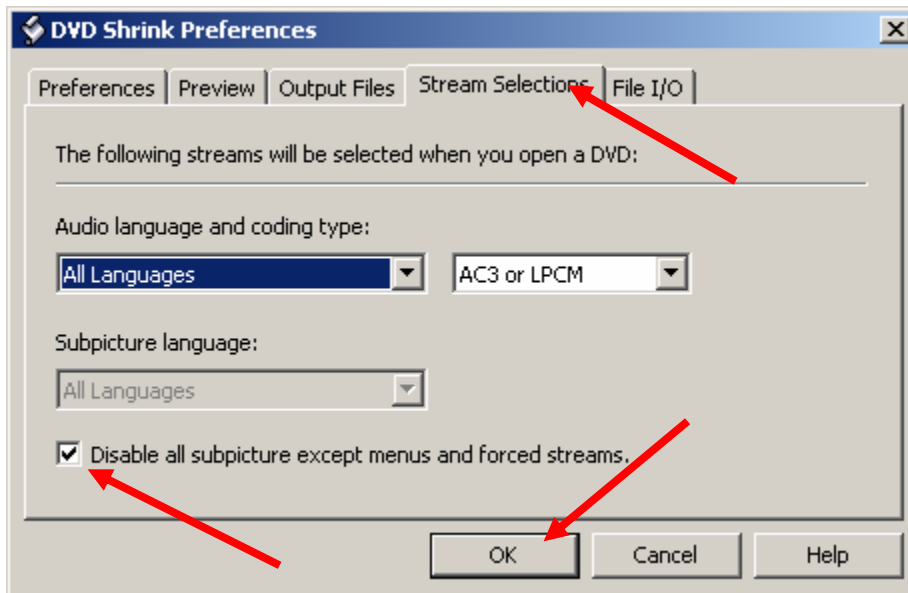 DVD Shrink Preferences
Preferences Preview Output Files Stream Selections File I/O
The following streams will be selected when you open a DVD:
Audio language and coding type:
All Languages AC3 or LPCM
Subpicture language:
All Languages
Disable all subpicture except menus and forced streams.
OK Cancel Help